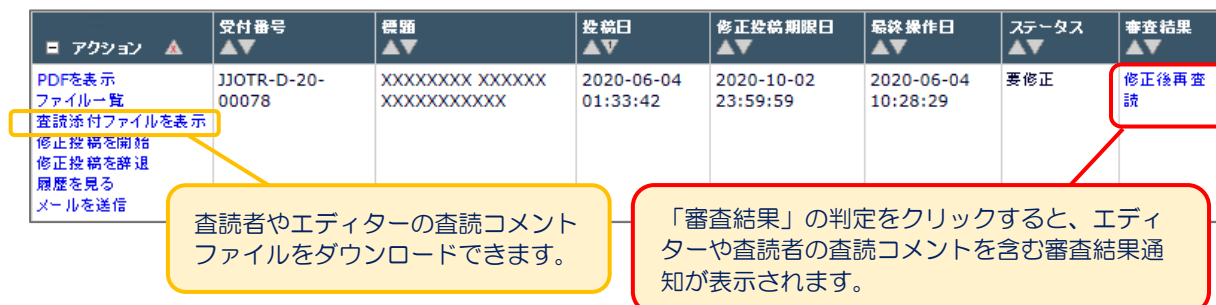 アクション
受付番号
標題
投稿日
修正投稿期限日
最終操作日
ステータス
審査結果
PDFを表示
ファイル一覧
査読添付ファイルを表示
修正投稿を開始
修正投稿を辞退
履歴を見る
メールを送信
JJOTR-D-20-
00078
XXXXXXXX XXXXXX
XXXXXXXXXXX
2020-06-04
01:33:42
2020-10-02
23:59:59
2020-06-04
10:28:29
要修正
修正後再査
読
査読者やエディターの査読コメント
ファイルをダウンロードできます。
「審査結果」の判定をクリックすると、エディ
ターや査読者の査読コメントを含む審査結果通
知が表示されます。